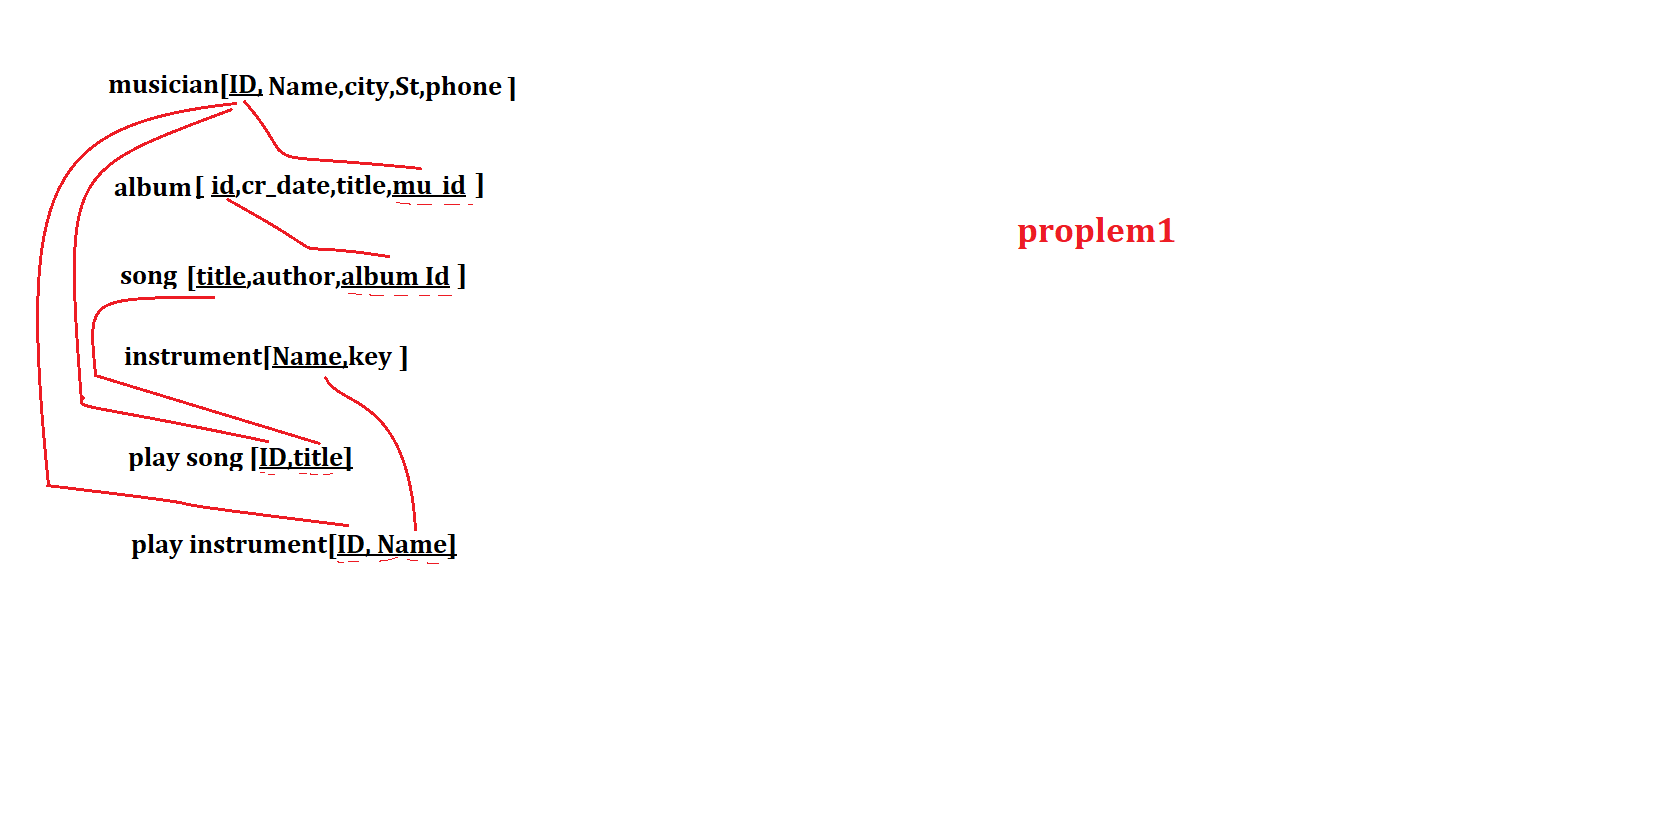 musician[ID, Name,city,St,phone ]
album[ id,cr_date,title,mu_id ]
proplem1
song [title,author,album Id ]
instrument[Name,key ]
play song [ID,title]
play instrument[ID, Name]